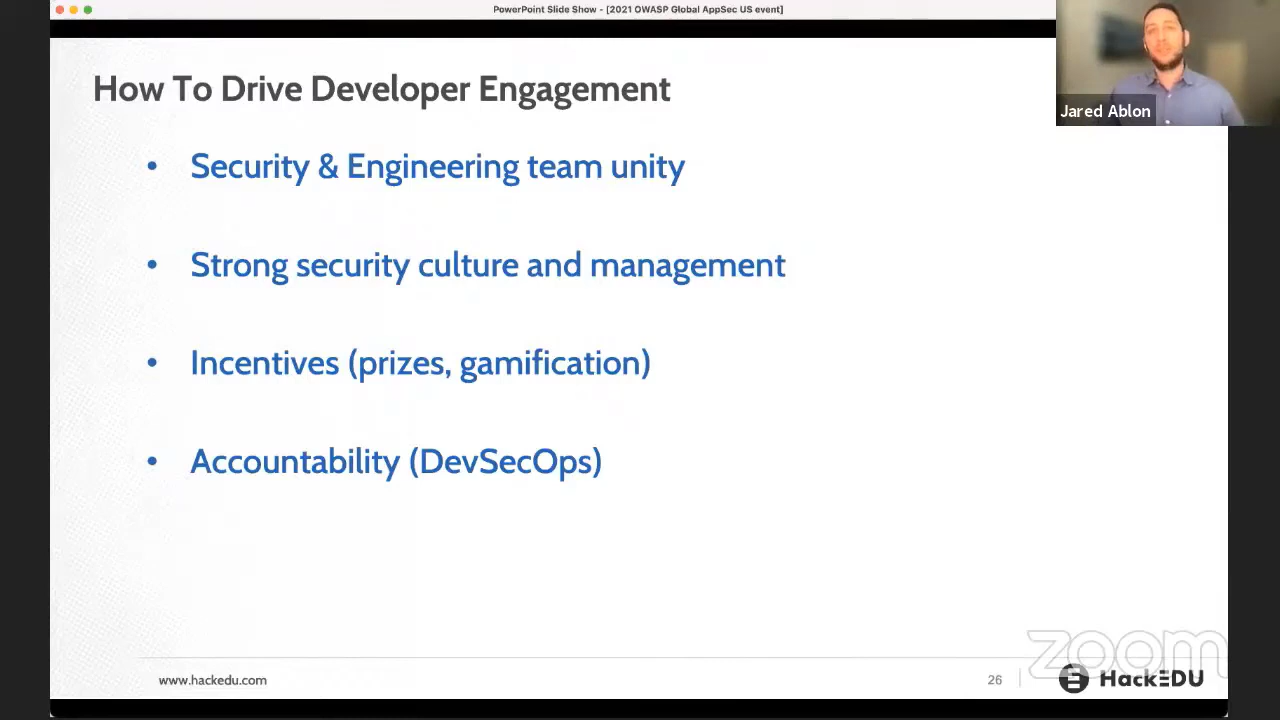 PowerPoint Slide Show - [2021 OWASP Global AppSec US event]
How To Drive Developer Engagement
Jared Ablon
• Security & Engineering team unity
• Strong security culture and management
• Incentives (prizes, gamification)
• Accountability (DevSecOps)
zoom
www.hackedu.com
26
HackEDU